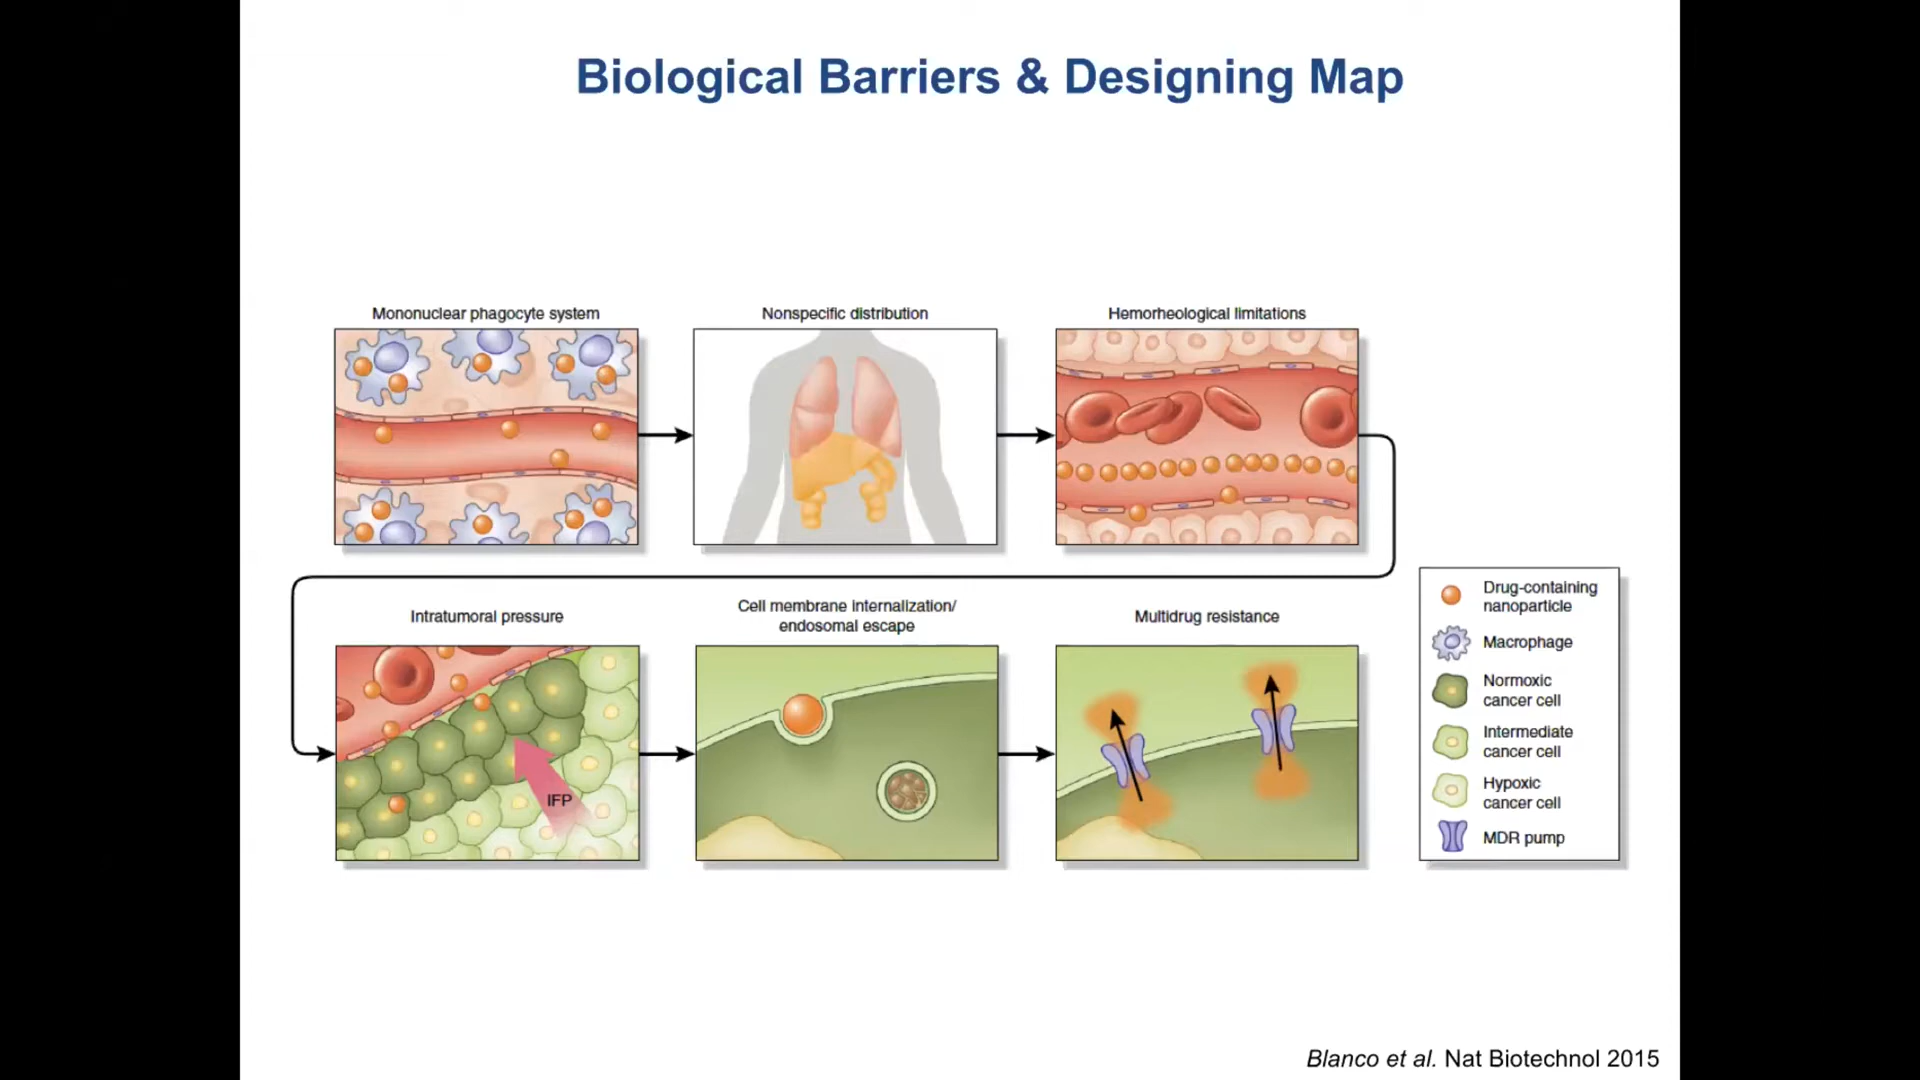 Biological Barriers & Designing Map
Mononuclear phagocyte system
Nonspecific distribution
Hemorheological limitations
Intratumoral pressure
Cell membrane internalization/
endosomal escape
Multidrug resistance
IFP
Drug-containing
nanoparticle
Macrophage
Normoxic
cancer cell
Intermediate
cancer cell
Hypoxic
cancer cell
MDR pump
Blanco et al. Nat Biotechnol 2015